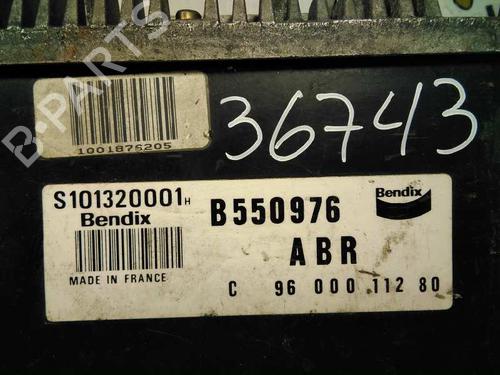 1001876205
36743
S101320001H
Bendix
MADE IN FRANCE
B550976
Bendix
ABR
C 96 000 112 80
B-PARTS